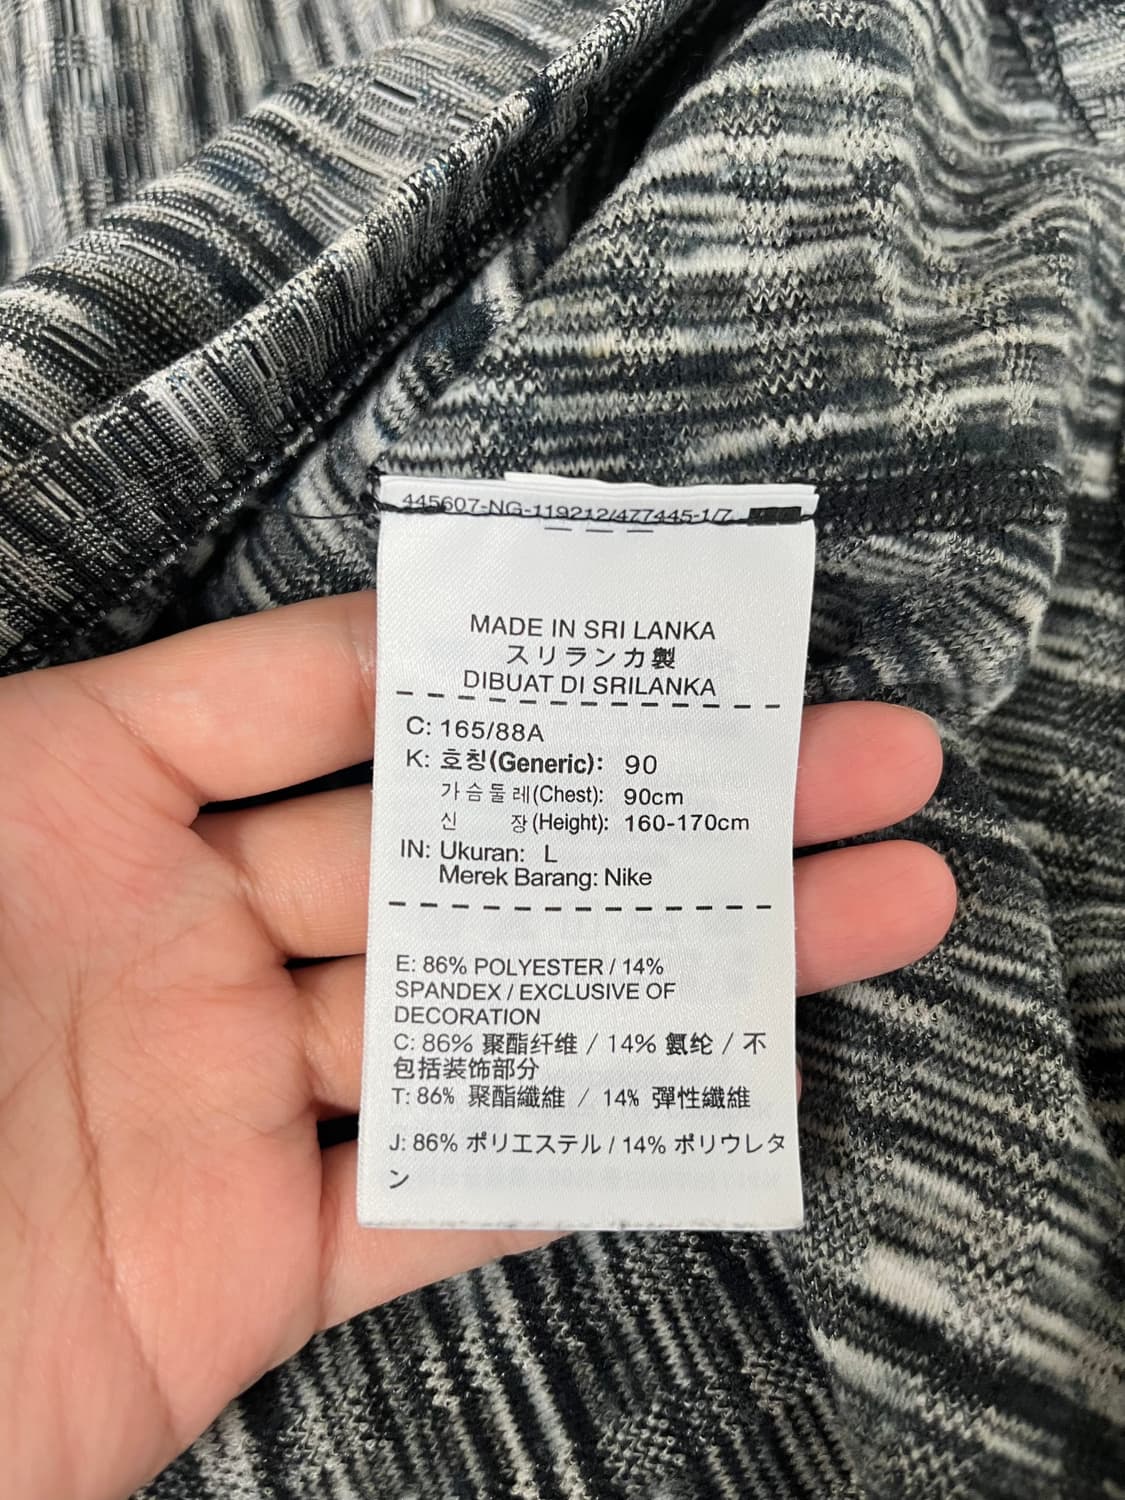 445607-NG-119212/477445-1/7
MADE IN SRI LANKA
スリランカ製
DIBUAT DI SRILANKA
C: 165/88A
K: 호칭(Generic): 90
가슴둘레(Chest): 90cm
신 장(Height): 160-170cm
IN: Ukuran: L
Merek Barang: Nike
E: 86% POLYESTER / 14%
SPANDEX / EXCLUSIVE OF
DECORATION
C: 86% 聚酯纤维 / 14% 氨纶 / 不
包括装饰部分
T: 86% 聚酯纖維 / 14% 彈性纖維
J: 86% ポリエステル / 14% ポリウレタ
ン